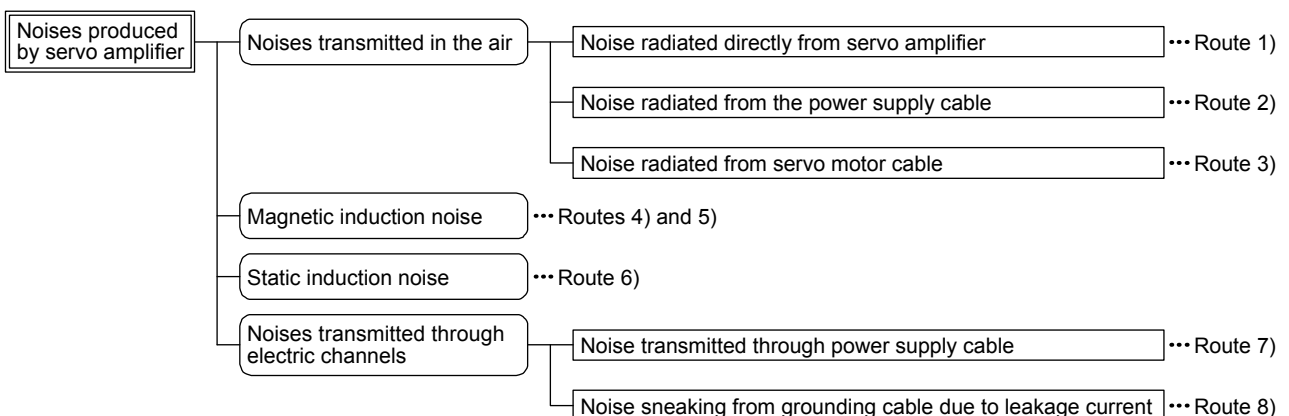 Noises produced
by servo amplifier
Noises transmitted in the air
Noise radiated directly from servo amplifier
··· Route 1)
Noise radiated from the power supply cable
··· Route 2)
Noise radiated from servo motor cable
··· Route 3)
Magnetic induction noise
··· Routes 4) and 5)
Static induction noise
··· Route 6)
Noises transmitted through
electric channels
Noise transmitted through power supply cable
··· Route 7)
Noise sneaking from grounding cable due to leakage current
··· Route 8)